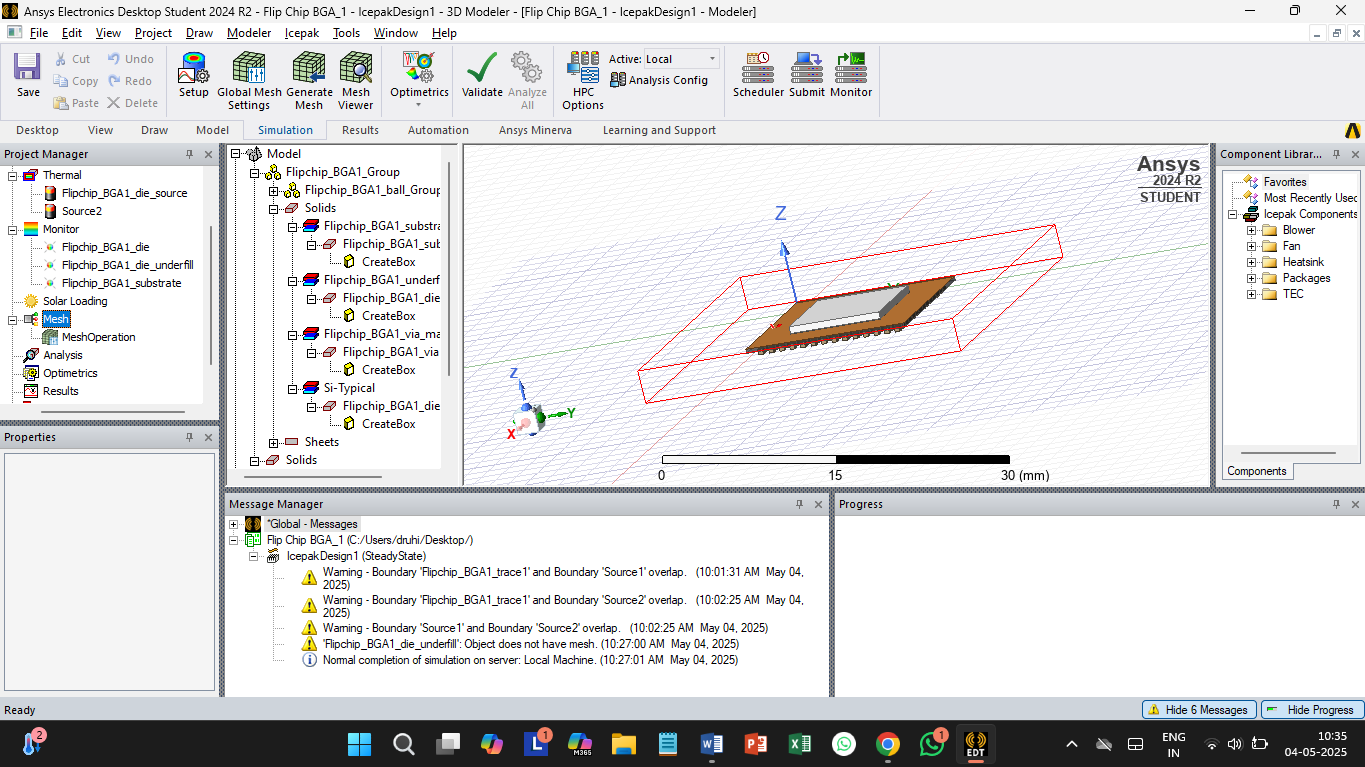 Ansys Electronics Desktop Student 2024 R2 - Flip Chip BGA_1 - IcepakDesign1 - 3D Modeler - [Flip Chip BGA_1 - IcepakDesign1 - Modeler]
File Edit View Project Draw Modeler Icepak Tools Window Help
Save
Cut
Copy
Paste
Undo
Redo
Delete
Setup
Global Mesh
Settings
Generate
Mesh
Mesh
Viewer
Optimetrics
Validate
Analyze
All
HPC
Options
Active: Local
Analysis Config
Scheduler
Submit
Monitor
Desktop View Draw Model Simulation Results Automation Ansys Minerva Learning and Support
Project Manager
Thermal
Flipchip_BGA1_die_source
Source2
Monitor
Flipchip_BGA1_die
Flipchip_BGA1_die_underfill
Flipchip_BGA1_substrate
Solar Loading
Mesh
MeshOperation
Analysis
Optimetrics
Results
Properties
Model
Flipchip_BGA1_Group
Flipchip_BGA1_ball_Group
Solids
Flipchip_BGA1_substra
Flipchip_BGA1_sub
CreateBox
Flipchip_BGA1_underf
Flipchip_BGA1_die
CreateBox
Flipchip_BGA1_via_ma
Flipchip_BGA1_via
CreateBox
Si-Typical
Flipchip_BGA1_die
CreateBox
Sheets
Solids
Ansys
2024 R2
STUDENT
Z
Z
Y
X
0 15 30 (mm)
Component Librar...
Favorites
Most Recently Used
Icepak Components
Blower
Fan
Heatsink
Packages
TEC
Components
Message Manager
*Global - Messages
Flip Chip BGA_1 (C:/Users/druhi/Desktop/)
IcepakDesign1 (SteadyState)
Warning - Boundary 'Flipchip_BGA1_trace1' and Boundary 'Source1' overlap. (10:01:31 AM May 04,
2025)
Warning - Boundary 'Flipchip_BGA1_trace1' and Boundary 'Source2' overlap. (10:02:25 AM May 04,
2025)
Warning - Boundary 'Source1' and Boundary 'Source2' overlap. (10:02:25 AM May 04, 2025)
'Flipchip_BGA1_die_underfill': Object does not have mesh. (10:27:00 AM May 04, 2025)
Normal completion of simulation on server: Local Machine. (10:27:01 AM May 04, 2025)
Progress
Ready
Hide 6 Messages
Hide Progress
2
L
1
M365
W
P
X
1
EDT
ENG
IN
10:35
04-05-2025